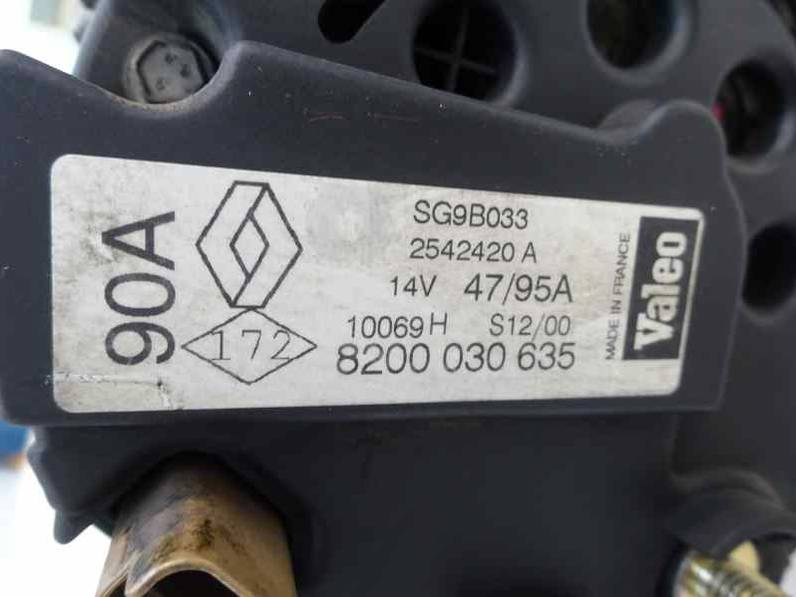 90A
172
SG9B033
2542420 A
14V 47/95A
10069 H S12/00
8200 030 635
MADE IN FRANCE
Valeo